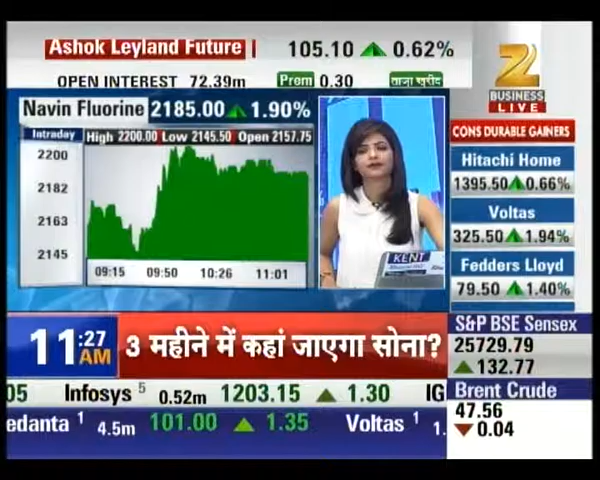 Ashok Leyland Future
105.10 0.62%
OPEN INTEREST 72.39m Prem 0.30 ताज़ा खरीद
BUSINESS
LIVE
Navin Fluorine 2185.00 1.90%
Intraday High 2200.00 Low 2145.50 Open 2157.75
2200
2182
2163
2145
09:15 09:50 10:26 11:01
KENT
CONS DURABLE GAINERS
Hitachi Home
1395.50 0.66%
Voltas
325.50 1.94%
Fedders Lloyd
79.50 1.40%
11:27 AM
3 महीने में कहां जाएगा सोना?
S&P BSE Sensex
25729.79
132.77
Brent Crude
47.56
0.04
05 Infosys 5 0.52m 1203.15 1.30 IG
edanta 1 4.5m 101.00 1.35 Voltas 1 1.